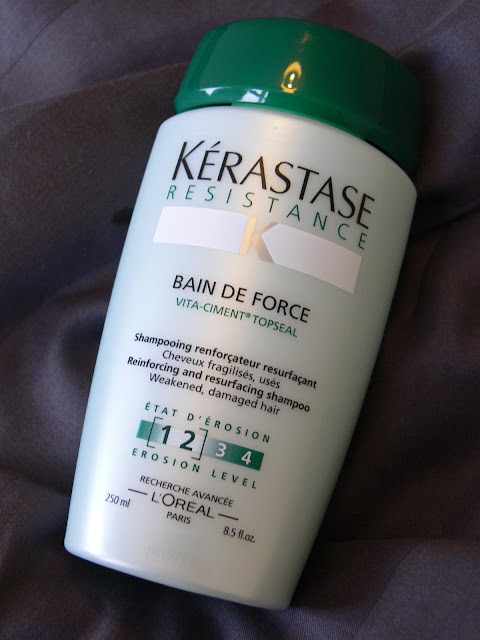 KÉRASTASE
RESISTANCE
K
BAIN DE FORCE
VITA-CIMENT® TOPSEAL
Shampooing renforçateur resurfaçant
Cheveux fragilisés, usés
Reinforcing and resurfacing shampoo
Weakened, damaged hair
ÉTAT D'ÉROSION
[1 2] 3 4
EROSION LEVEL
RECHERCHE AVANCÉE
L'ORÉAL
PARIS
250 ml
8.5 fl.oz.